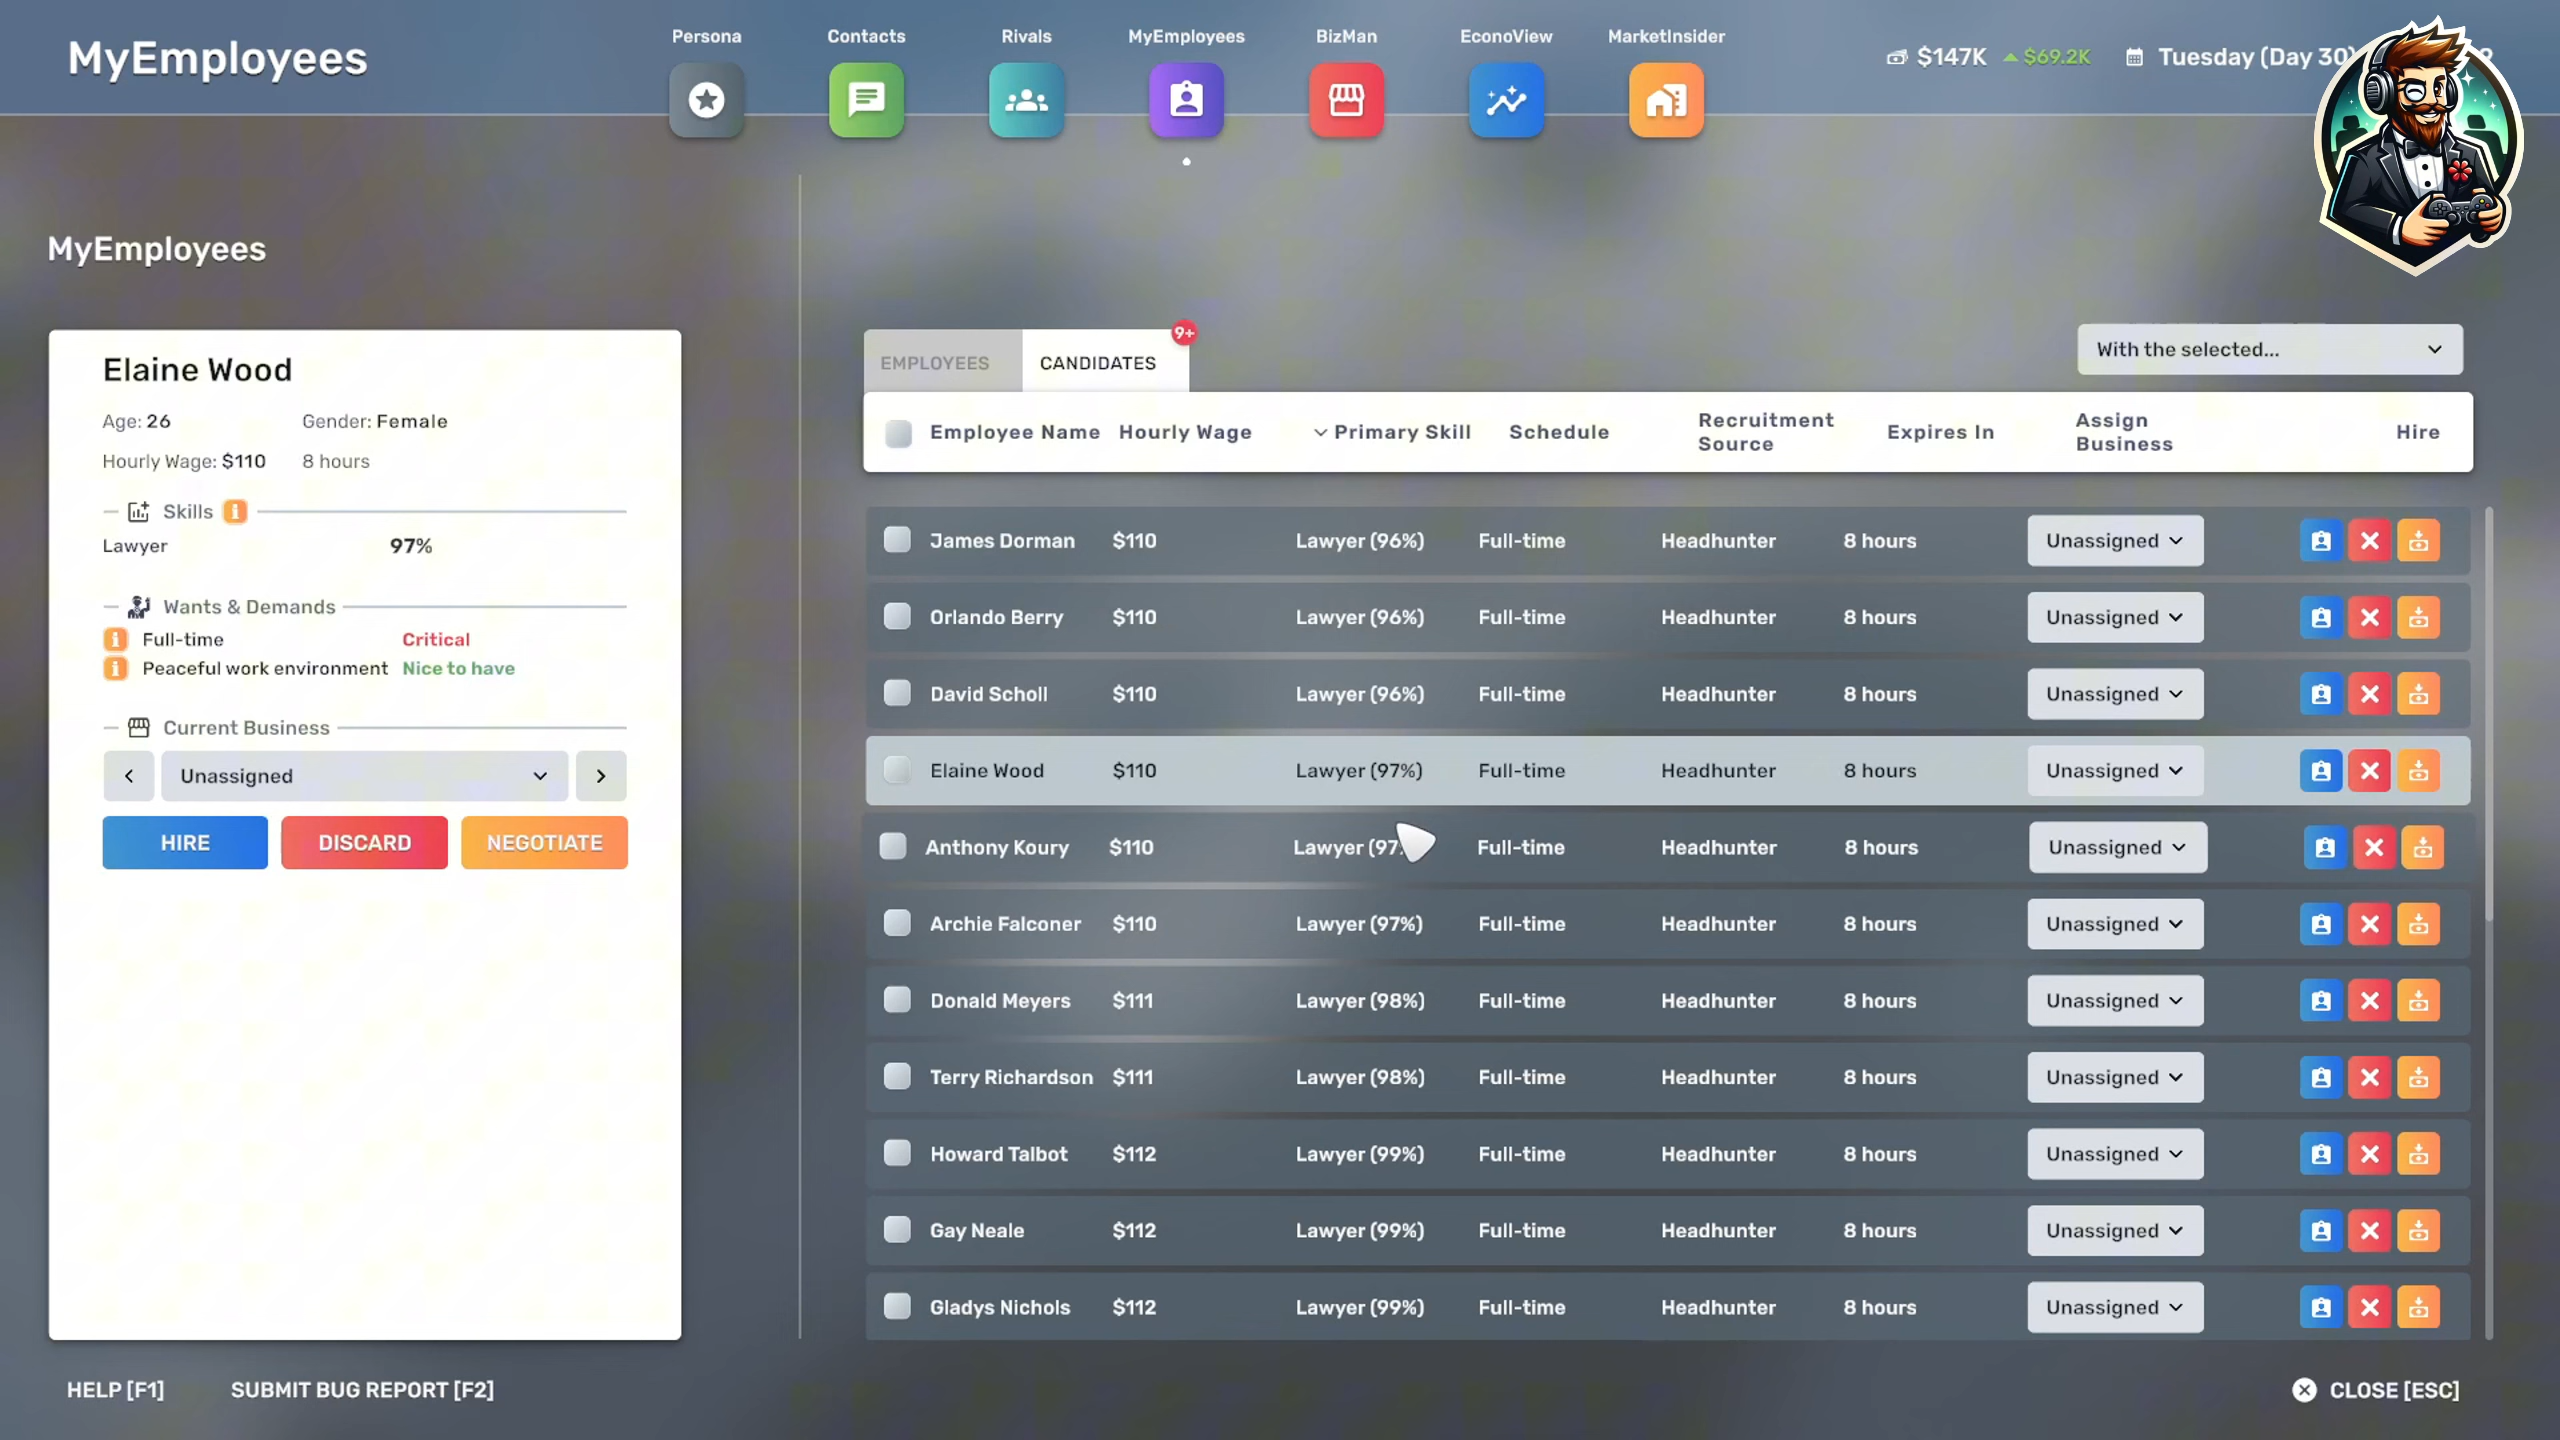 MyEmployees
Persona
Contacts
Rivals
MyEmployees
BizMan
EconoView
MarketInsider
$147K
$69.2K
Tuesday (Day 30)
MyEmployees
Elaine Wood
Age: 26
Gender: Female
Hourly Wage: $110
8 hours
Skills
Lawyer
97%
Wants & Demands
Full-time
Critical
Peaceful work environment
Nice to have
Current Business
Unassigned
HIRE
DISCARD
NEGOTIATE
EMPLOYEES
CANDIDATES
9+
With the selected...
Employee Name
Hourly Wage
Primary Skill
Schedule
Recruitment
Source
Expires In
Assign
Business
Hire
James Dorman $110 Lawyer (96%) Full-time Headhunter 8 hours Unassigned
Orlando Berry $110 Lawyer (96%) Full-time Headhunter 8 hours Unassigned
David Scholl $110 Lawyer (96%) Full-time Headhunter 8 hours Unassigned
Elaine Wood $110 Lawyer (97%) Full-time Headhunter 8 hours Unassigned
Anthony Koury $110 Lawyer (97 Full-time Headhunter 8 hours Unassigned
Archie Falconer $110 Lawyer (97%) Full-time Headhunter 8 hours Unassigned
Donald Meyers $111 Lawyer (98%) Full-time Headhunter 8 hours Unassigned
Terry Richardson $111 Lawyer (98%) Full-time Headhunter 8 hours Unassigned
Howard Talbot $112 Lawyer (99%) Full-time Headhunter 8 hours Unassigned
Gay Neale $112 Lawyer (99%) Full-time Headhunter 8 hours Unassigned
Gladys Nichols $112 Lawyer (99%) Full-time Headhunter 8 hours Unassigned
HELP [F1]
SUBMIT BUG REPORT [F2]
CLOSE [ESC]